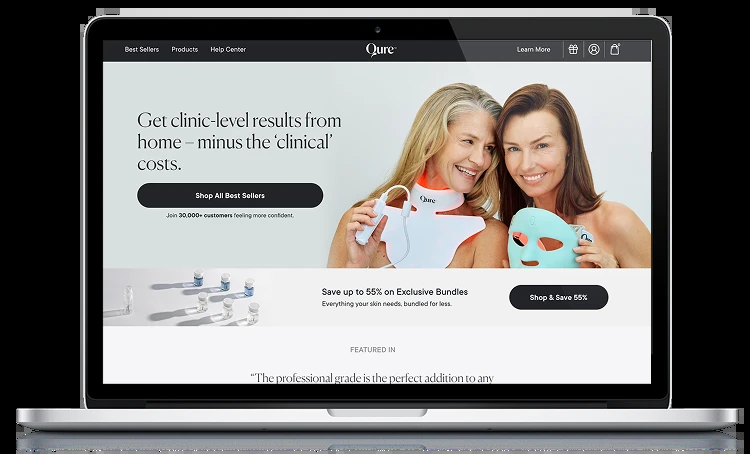 Best Sellers Products Help Center Qure™ Learn More
Get clinic-level results from
home – minus the ‘clinical’
costs.
Shop All Best Sellers
Join 30,000+ customers feeling more confident.
Qure
Save up to 55% on Exclusive Bundles
Everything your skin needs, bundled for less.
Shop & Save 55%
FEATURED IN
“The professional grade is the perfect addition to any